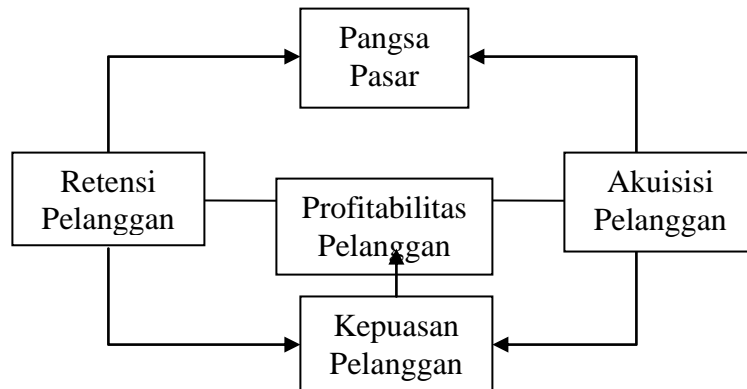 Pangsa
Pasar
Retensi
Pelanggan
Profitabilitas
Pelanggan
Akuisisi
Pelanggan
Kepuasan
Pelanggan